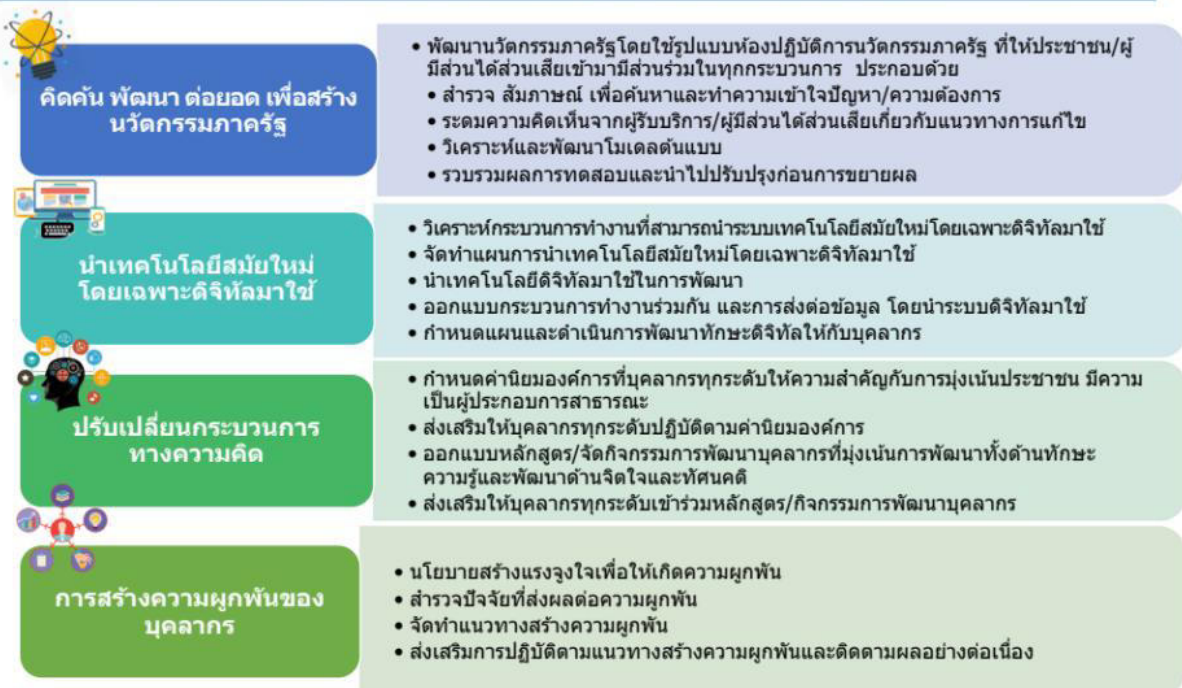 คิดค้น พัฒนา ต่อยอด เพื่อสร้าง
นวัตกรรมภาครัฐ
• พัฒนานวัตกรรมภาครัฐโดยใช้รูปแบบห้องปฏิบัติการนวัตกรรมภาครัฐ ที่ให้ประชาชน/ผู้
มีส่วนได้ส่วนเสียเข้ามามีส่วนร่วมในทุกกระบวนการ ประกอบด้วย
• สำรวจ สัมภาษณ์ เพื่อค้นหาและทำความเข้าใจปัญหา/ความต้องการ
• ระดมความคิดเห็นจากผู้รับบริการ/ผู้มีส่วนได้ส่วนเสียเกี่ยวกับแนวทางการแก้ไข
• วิเคราะห์และพัฒนาโมเดลต้นแบบ
• รวบรวมผลการทดสอบและนำไปปรับปรุงก่อนการขยายผล
นำเทคโนโลยีสมัยใหม่
โดยเฉพาะดิจิทัลมาใช้
• วิเคราะห์กระบวนการทำงานที่สามารถนำระบบเทคโนโลยีสมัยใหม่โดยเฉพาะดิจิทัลมาใช้
• จัดทำแผนการนำเทคโนโลยีสมัยใหม่โดยเฉพาะดิจิทัลมาใช้
• นำเทคโนโลยีดิจิทัลมาใช้ในการพัฒนา
• ออกแบบกระบวนการทำงานร่วมกัน และการส่งต่อข้อมูล โดยนำระบบดิจิทัลมาใช้
• กำหนดแผนและดำเนินการพัฒนาทักษะดิจิทัลให้กับบุคลากร
ปรับเปลี่ยนกระบวนการ
ทางความคิด
• กำหนดค่านิยมองค์การที่บุคลากรทุกระดับให้ความสำคัญกับการมุ่งเน้นประชาชน มีความ
เป็นผู้ประกอบการสาธารณะ
• ส่งเสริมให้บุคลากรทุกระดับปฏิบัติตามค่านิยมองค์การ
• ออกแบบหลักสูตร/จัดกิจกรรมการพัฒนาบุคลากรที่มุ่งเน้นการพัฒนาทั้งด้านทักษะ
ความรู้และพัฒนาด้านจิตใจและทัศนคติ
• ส่งเสริมให้บุคลากรทุกระดับเข้าร่วมหลักสูตร/กิจกรรมการพัฒนาบุคลากร
การสร้างความผูกพันของ
บุคลากร
• นโยบายสร้างแรงจูงใจเพื่อให้เกิดความผูกพัน
• สำรวจปัจจัยที่ส่งผลต่อความผูกพัน
• จัดทำแนวทางสร้างความผูกพัน
• ส่งเสริมการปฏิบัติตามแนวทางสร้างความผูกพันและติดตามผลอย่างต่อเนื่อง